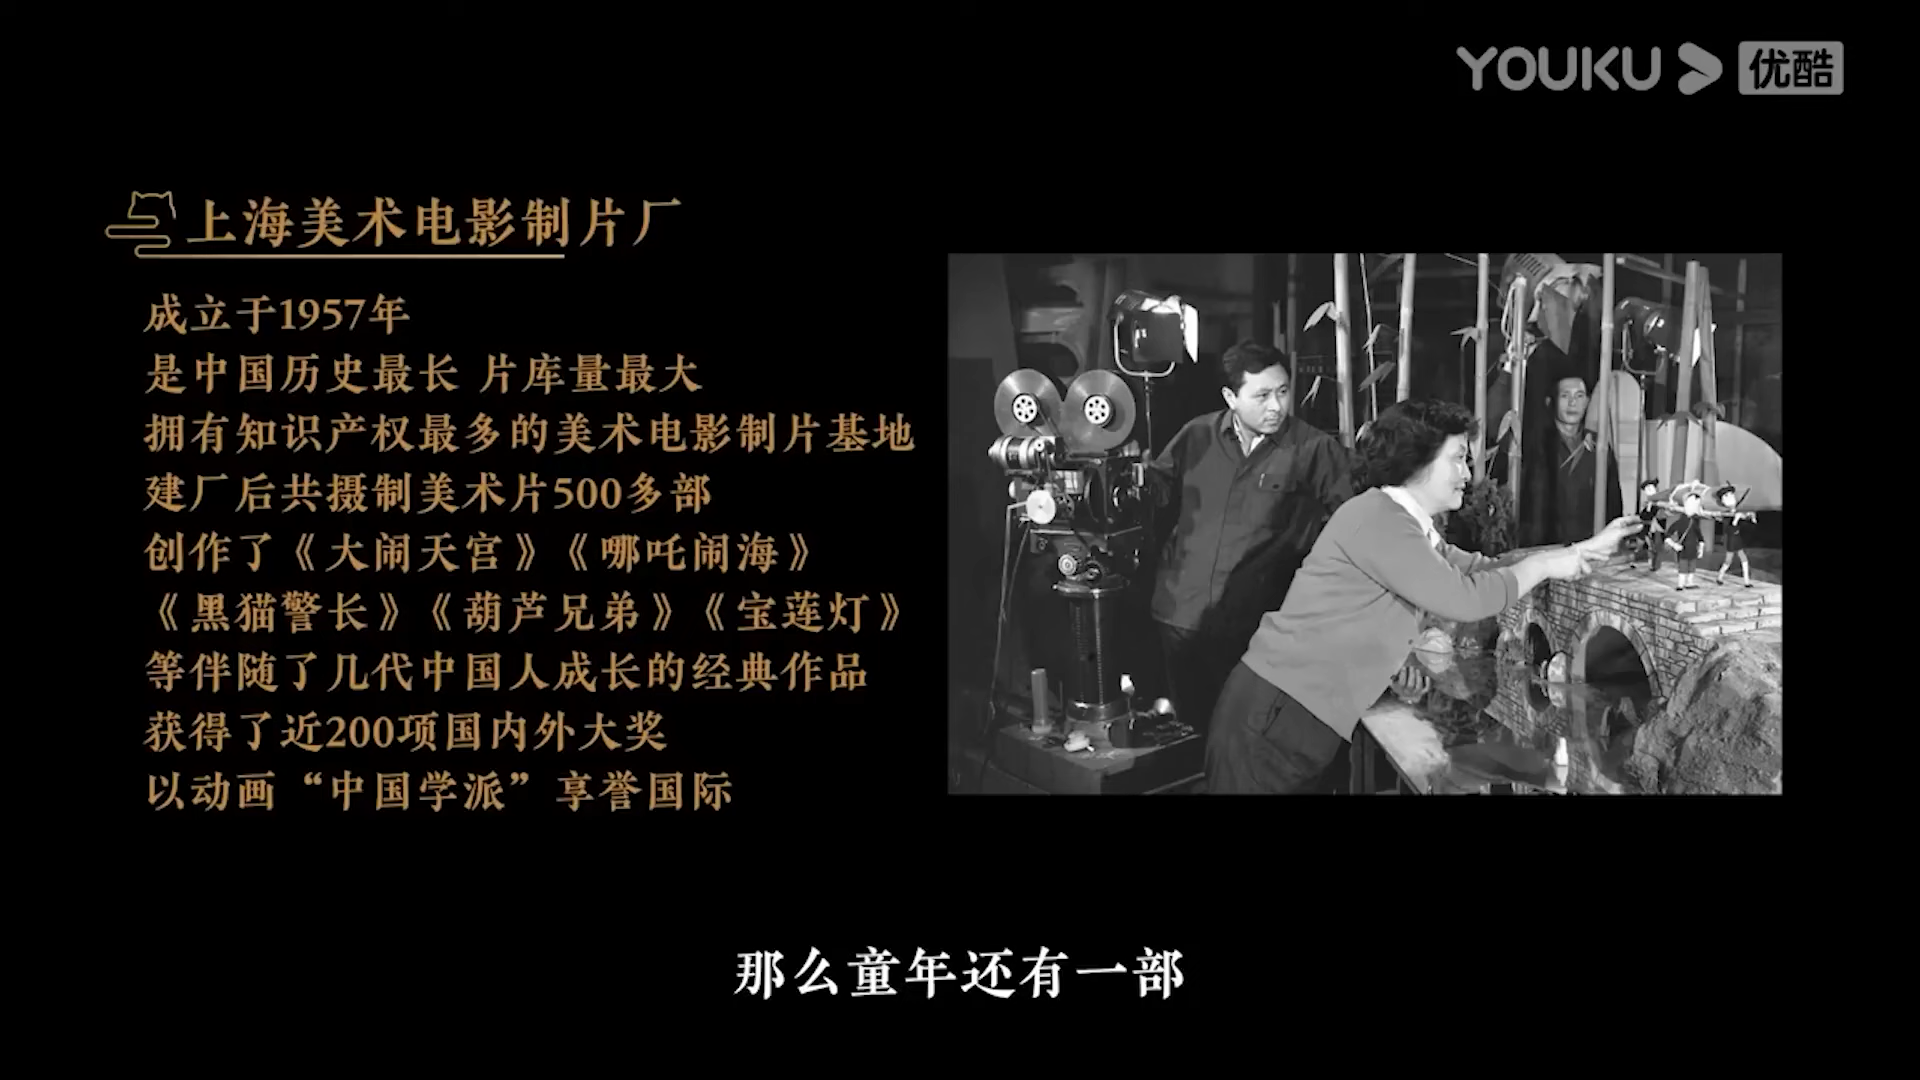 YOUKU 优酷
上海美术电影制片厂
成立于1957年
是中国历史最长 片库量最大
拥有知识产权最多的美术电影制片基地
建厂后共摄制美术片500多部
创作了《大闹天宫》《哪吒闹海》
《黑猫警长》《葫芦兄弟》《宝莲灯》
等伴随了几代中国人成长的经典作品
获得了近200项国内外大奖
以动画“中国学派”享誉国际
那么童年还有一部